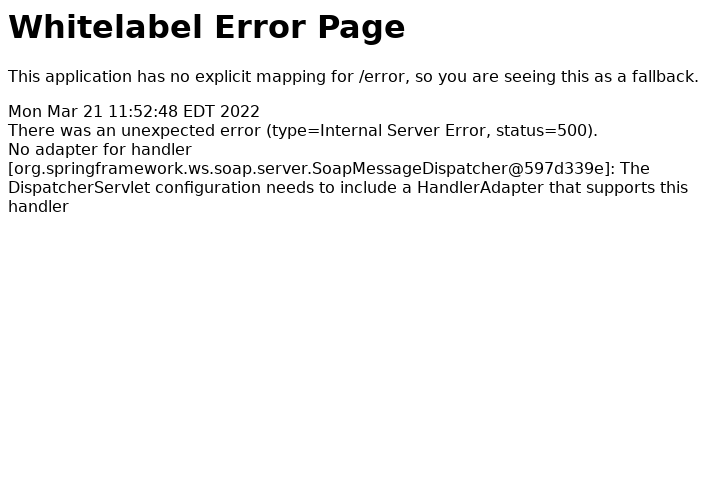 Whitelabel Error Page
This application has no explicit mapping for /error, so you are seeing this as a fallback.
Mon Mar 21 11:52:48 EDT 2022
There was an unexpected error (type=Internal Server Error, status=500).
No adapter for handler
[org.springframework.ws.soap.server.SoapMessageDispatcher@597d339e]: The
DispatcherServlet configuration needs to include a HandlerAdapter that supports this
handler